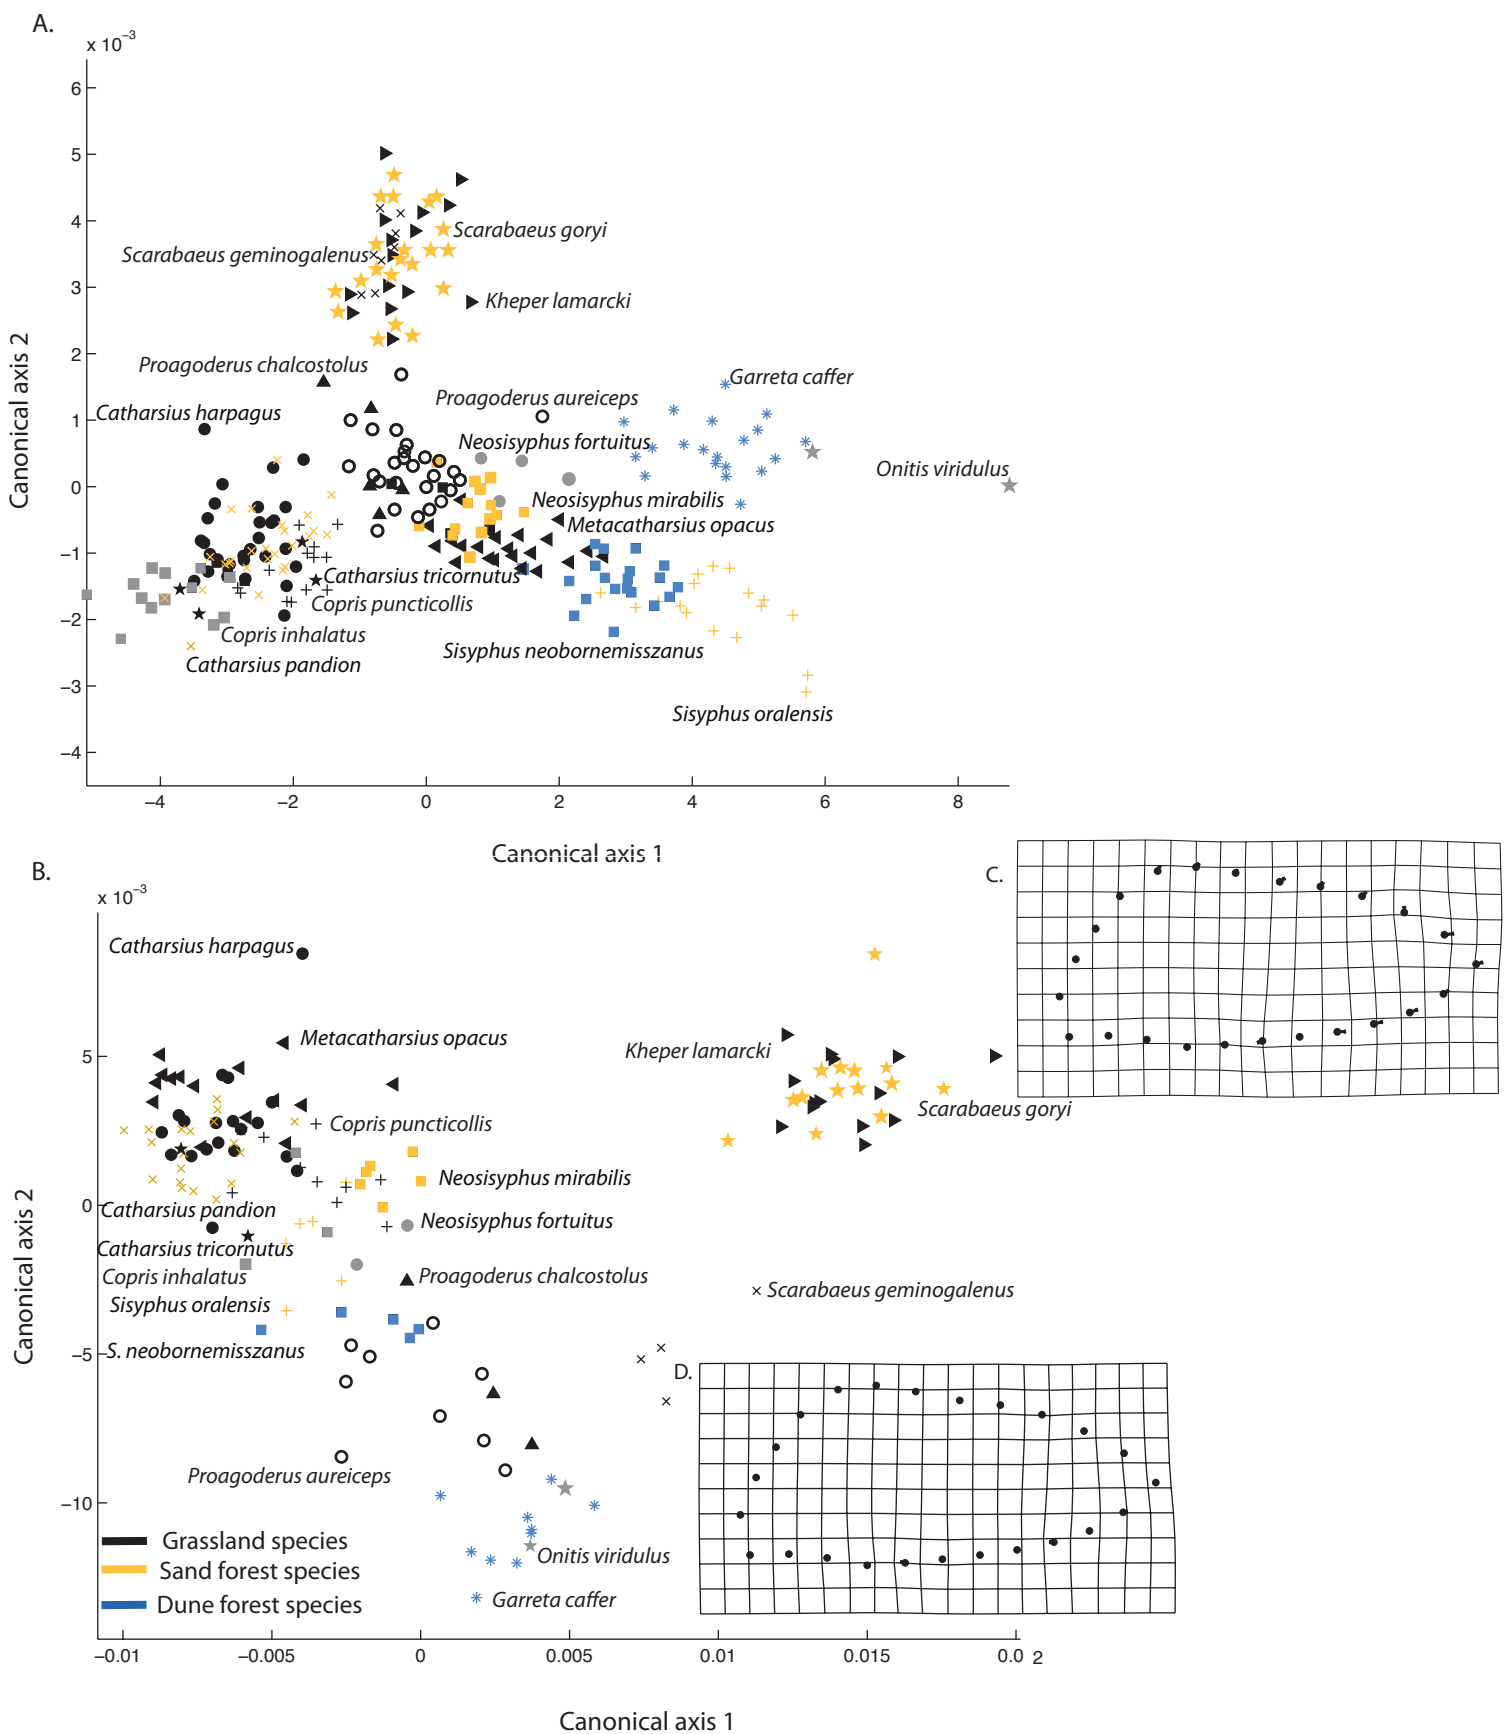 A.
x 10⁻³
6
5
4
3
2
1
0
−1
−2
−3
−4
Canonical axis 2
Scarabaeus goryi
Scarabaeus geminogalenus
Kheper lamarcki
Proagoderus chalcostolus
Garreta caffer
Catharsius harpagus
Proagoderus aureiceps
Neosisyphus fortuitus
Onitis viridulus
Neosisyphus mirabilis
Metacatharsius opacus
Catharsius tricornutus
Copris puncticollis
Copris inhalatus
Sisyphus neobornemisszanus
Catharsius pandion
Sisyphus oralensis
−4 −2 0 2 4 6 8
Canonical axis 1
B.
x 10⁻³
C.
Catharsius harpagus
Metacatharsius opacus
Kheper lamarcki
5
Scarabaeus goryi
Copris puncticollis
Neosisyphus mirabilis
0
Catharsius pandion
Neosisyphus fortuitus
Catharsius tricornutus
Copris inhalatus
Proagoderus chalcostolus
Scarabaeus geminogalenus
Sisyphus oralensis
S. neobornemisszanus
−5
D.
Canonical axis 2
Proagoderus aureiceps
−10
Grassland species
Onitis viridulus
Sand forest species
Garreta caffer
Dune forest species
−0.01 −0.005 0 0.005 0.01 0.015 0.0 2
Canonical axis 1